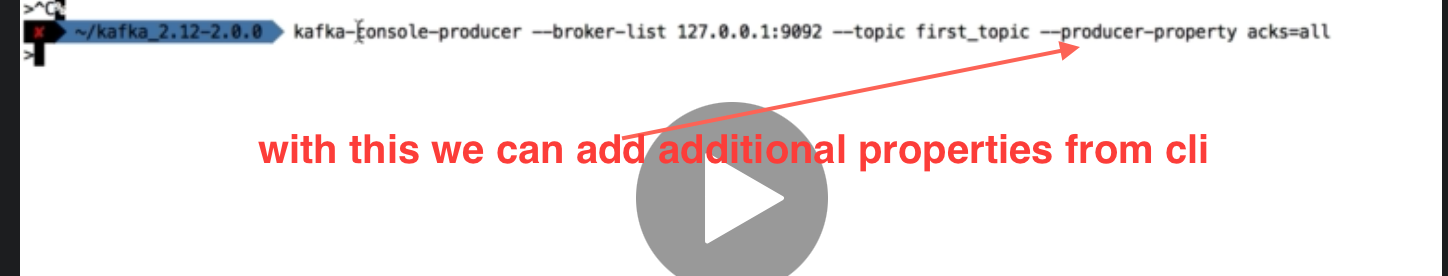 >^C%
✘ ~/kafka_2.12-2.0.0 kafka-console-producer --broker-list 127.0.0.1:9092 --topic first_topic --producer-property acks=all
>
with this we can add additional properties from cli